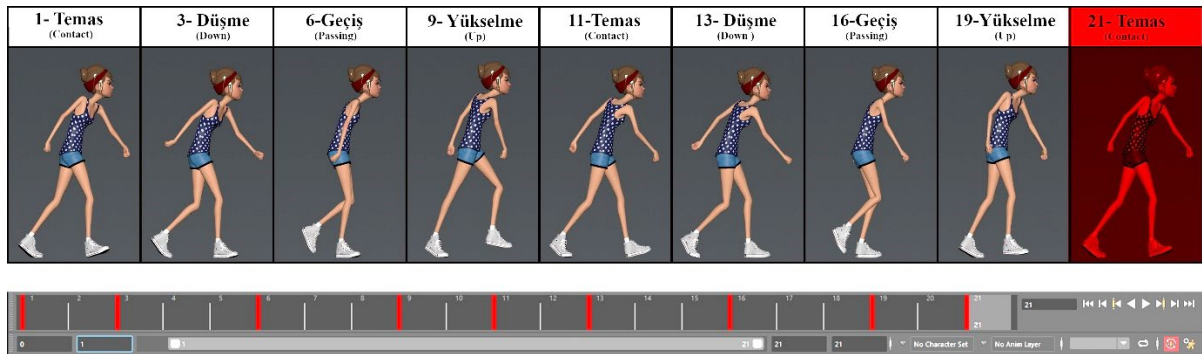 1- Temas
(Contact)
3- Düşme
(Down)
6-Geçiş
(Passing)
9- Yükselme
(Up)
11-Temas
(Contact)
13- Düşme
(Down )
16-Geçiş
(Passing)
19-Yükselme
(Up)
21- Temas
(Contact)
1 2 3 4 5 6 7 8 9 10 11 12 13 14 15 16 17 18 19 20 21
21
21
0 1 1 21 21 21 No Character Set No Anim Layer